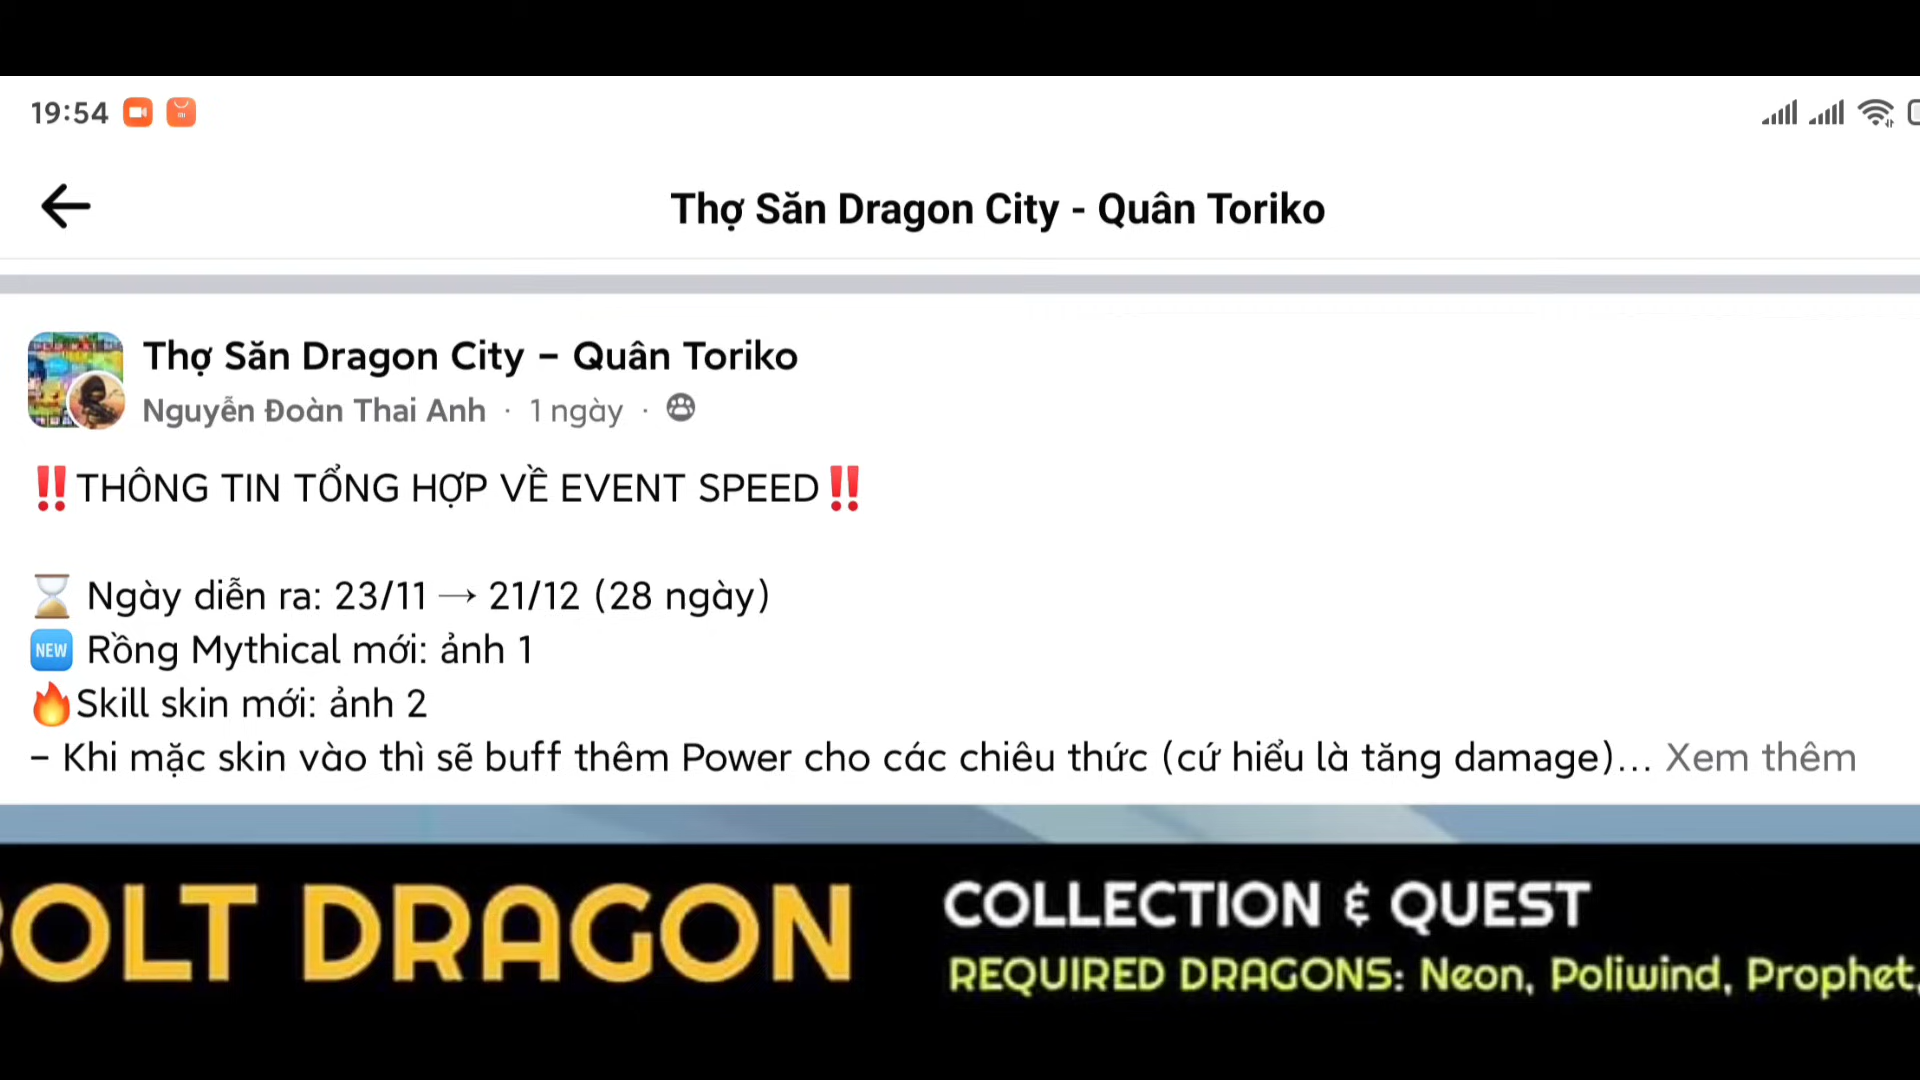 19:54
Thợ Săn Dragon City - Quân Toriko
Thợ Săn Dragon City – Quân Toriko
Nguyễn Đoàn Thai Anh · 1 ngày ·
‼️THÔNG TIN TỔNG HỢP VỀ EVENT SPEED‼️
⏳ Ngày diễn ra: 23/11 → 21/12 (28 ngày)
🆕 Rồng Mythical mới: ảnh 1
🔥Skill skin mới: ảnh 2
– Khi mặc skin vào thì sẽ buff thêm Power cho các chiêu thức (cứ hiểu là tăng damage)... Xem thêm
BOLT DRAGON
COLLECTION & QUEST
REQUIRED DRAGONS: Neon, Poliwind, Prophet,